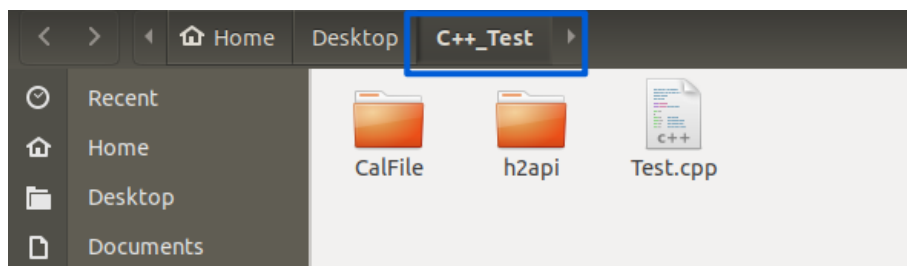 Home Desktop C++_Test
Recent
Home
Desktop
Documents
c++
CalFile h2api Test.cpp